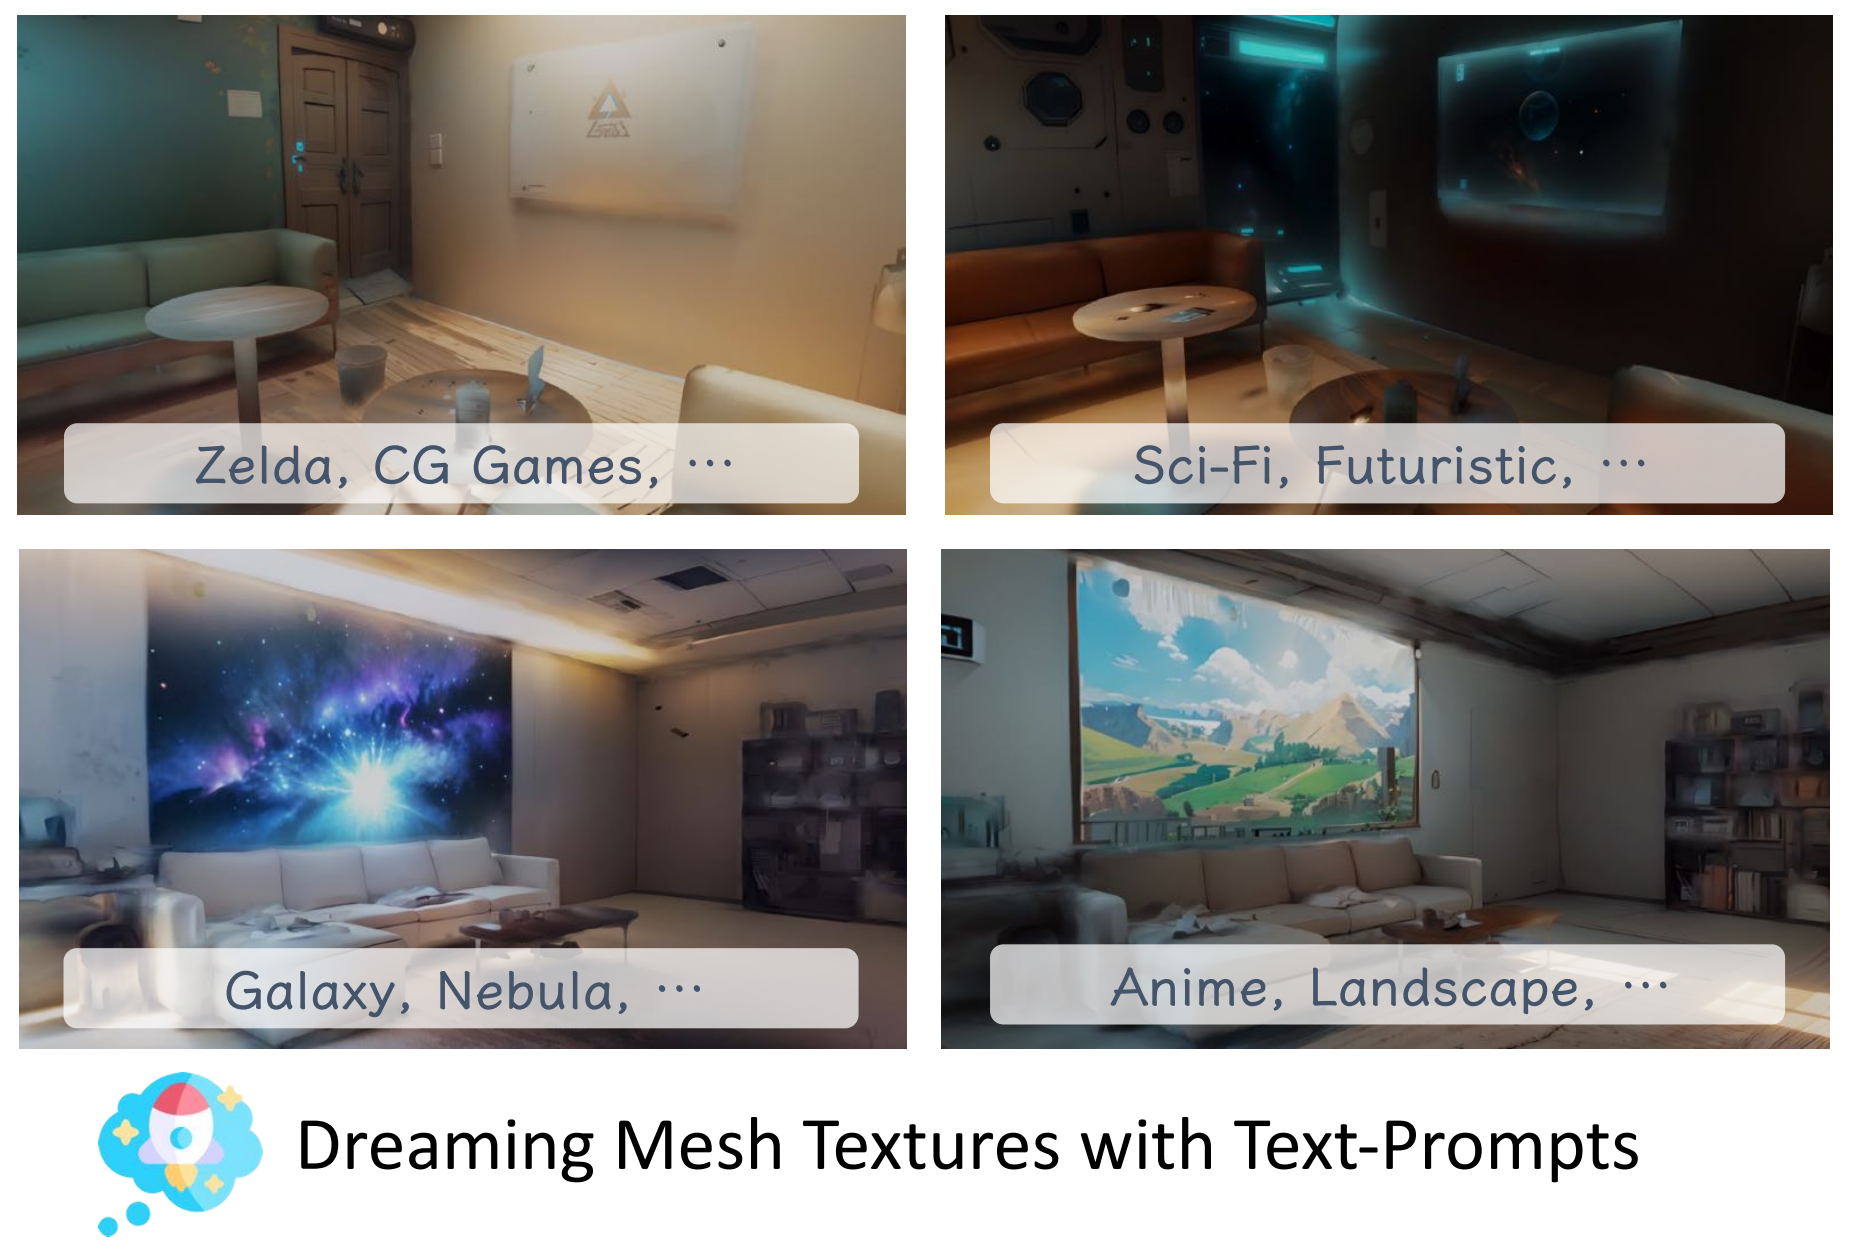 Zelda, CG Games, ···
Sci-Fi, Futuristic, ···
Galaxy, Nebula, ···
Anime, Landscape, ···
Dreaming Mesh Textures with Text-Prompts